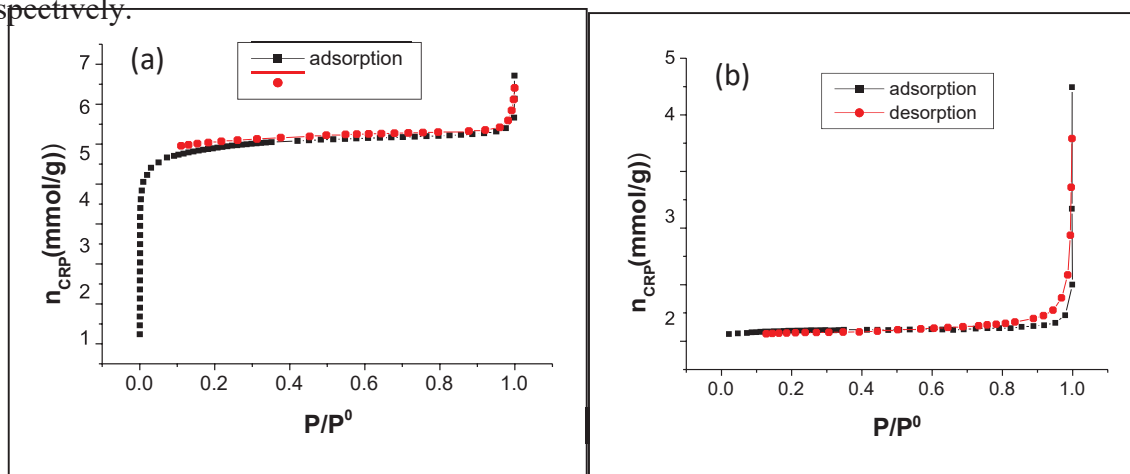 spectively.
(a)
adsorption
7
6
5
4
3
2
1
n_CRP(mmol/g))
0.0 0.2 0.4 0.6 0.8 1.0
P/P⁰
(b)
adsorption
desorption
5
4
3
2
n_CRP(mmol/g))
0.0 0.2 0.4 0.6 0.8 1.0
P/P⁰